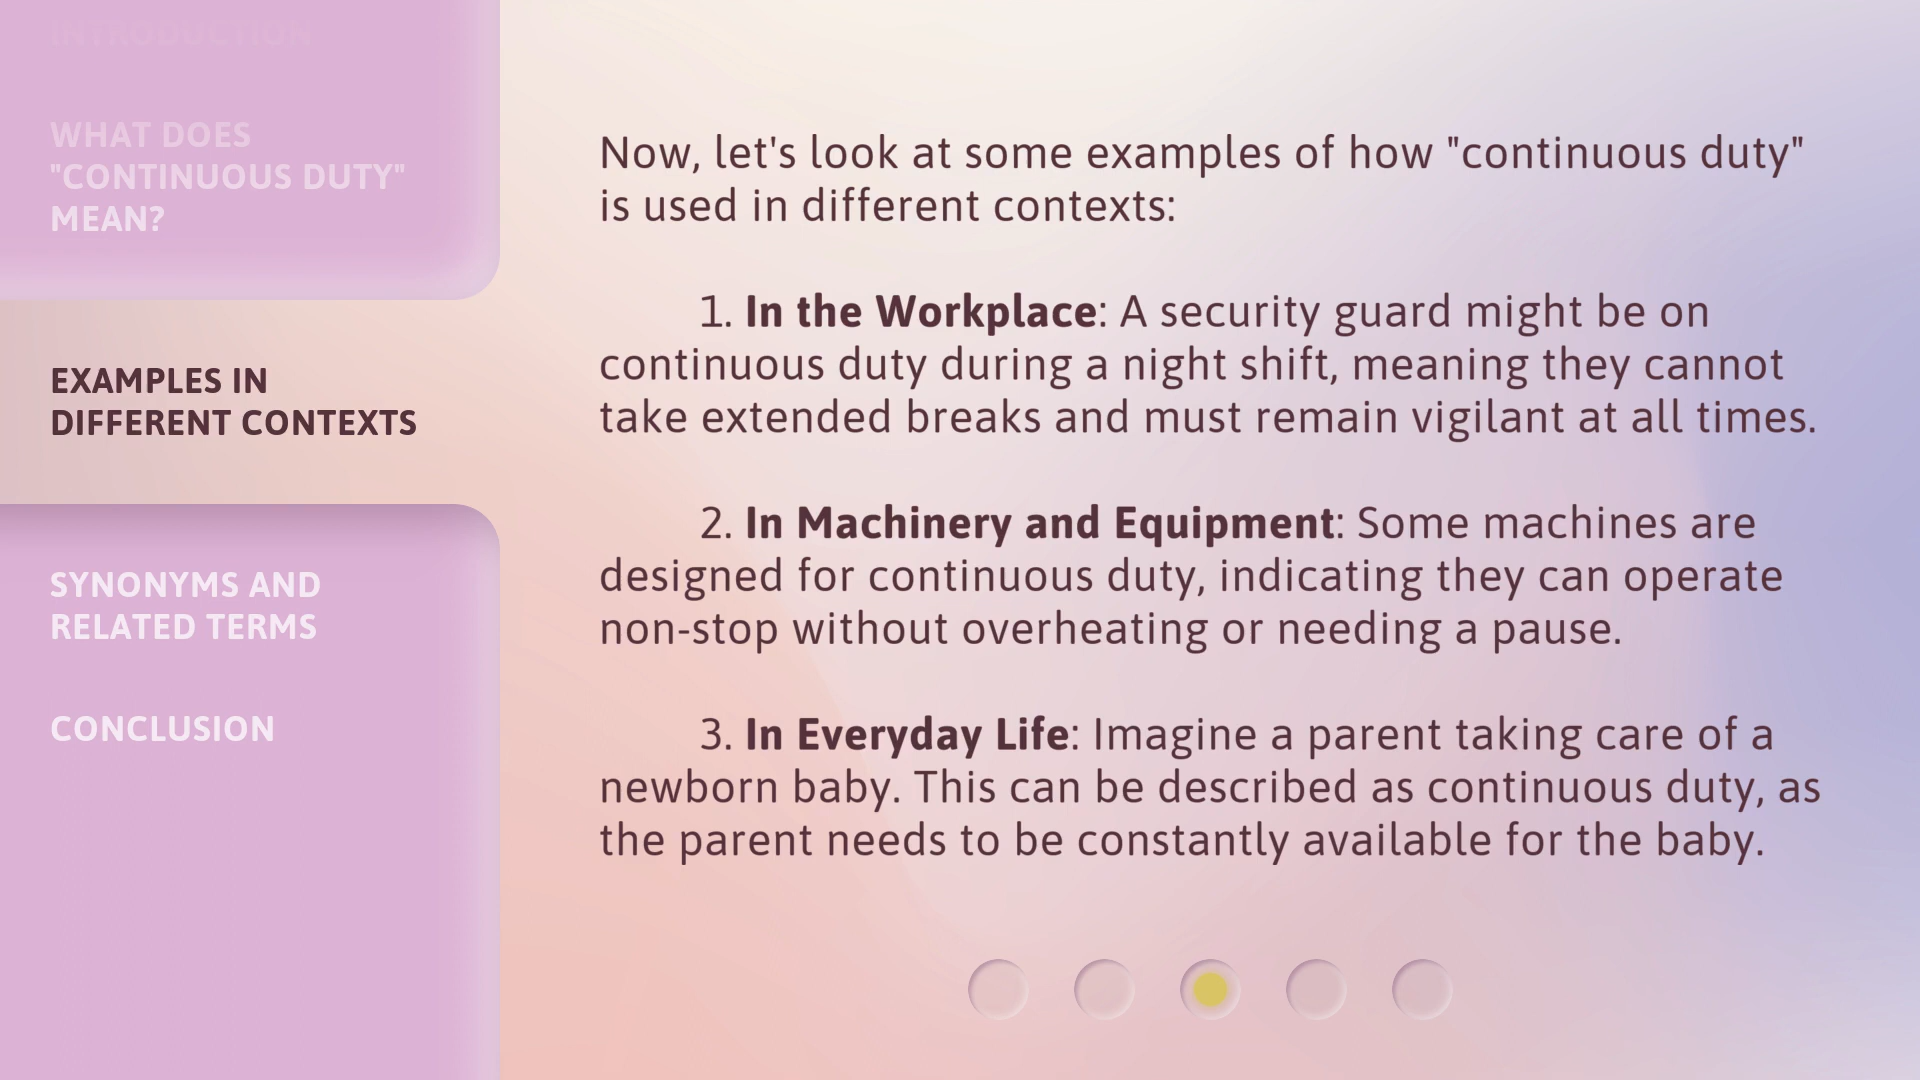 INTRODUCTION
WHAT DOES
"CONTINUOUS DUTY"
MEAN?
EXAMPLES IN
DIFFERENT CONTEXTS
SYNONYMS AND
RELATED TERMS
CONCLUSION
Now, let's look at some examples of how "continuous duty"
is used in different contexts:
1. In the Workplace: A security guard might be on
continuous duty during a night shift, meaning they cannot
take extended breaks and must remain vigilant at all times.
2. In Machinery and Equipment: Some machines are
designed for continuous duty, indicating they can operate
non-stop without overheating or needing a pause.
3. In Everyday Life: Imagine a parent taking care of a
newborn baby. This can be described as continuous duty, as
the parent needs to be constantly available for the baby.